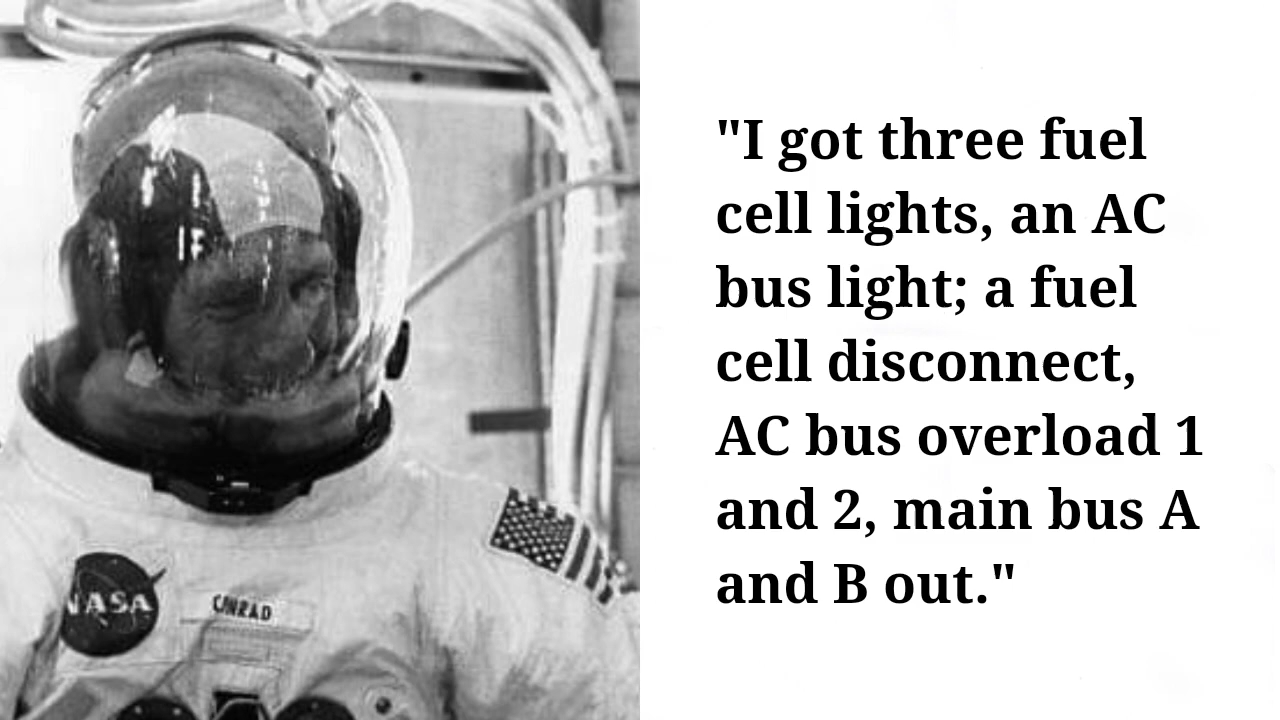 "I got three fuel
cell lights, an AC
bus light; a fuel
cell disconnect,
AC bus overload 1
and 2, main bus A
and B out."
NASA
CONRAD